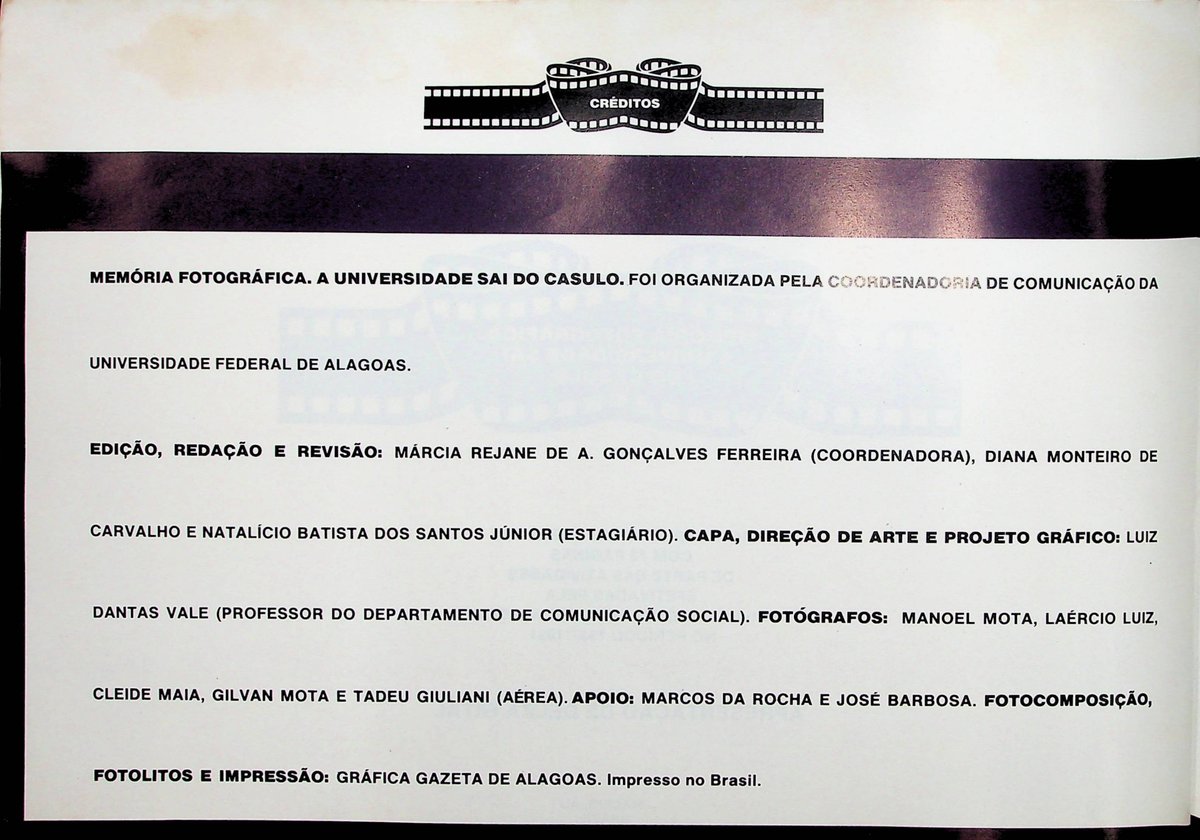 CRÉDITOS
MEMÓRIA FOTOGRÁFICA. A UNIVERSIDADE SAI DO CASULO. FOI ORGANIZADA PELA COORDENADORIA DE COMUNICAÇÃO DA
UNIVERSIDADE FEDERAL DE ALAGOAS.
EDIÇÃO, REDAÇÃO E REVISÃO: MÁRCIA REJANE DE A. GONÇALVES FERREIRA (COORDENADORA), DIANA MONTEIRO DE
CARVALHO E NATALÍCIO BATISTA DOS SANTOS JÚNIOR (ESTAGIÁRIO). CAPA, DIREÇÃO DE ARTE E PROJETO GRÁFICO: LUIZ
DANTAS VALE (PROFESSOR DO DEPARTAMENTO DE COMUNICAÇÃO SOCIAL). FOTÓGRAFOS: MANOEL MOTA, LAÉRCIO LUIZ,
CLEIDE MAIA, GILVAN MOTA E TADEU GIULIANI (AÉREA). APOIO: MARCOS DA ROCHA E JOSÉ BARBOSA. FOTOCOMPOSIÇÃO,
FOTOLITOS E IMPRESSÃO: GRÁFICA GAZETA DE ALAGOAS. Impresso no Brasil.